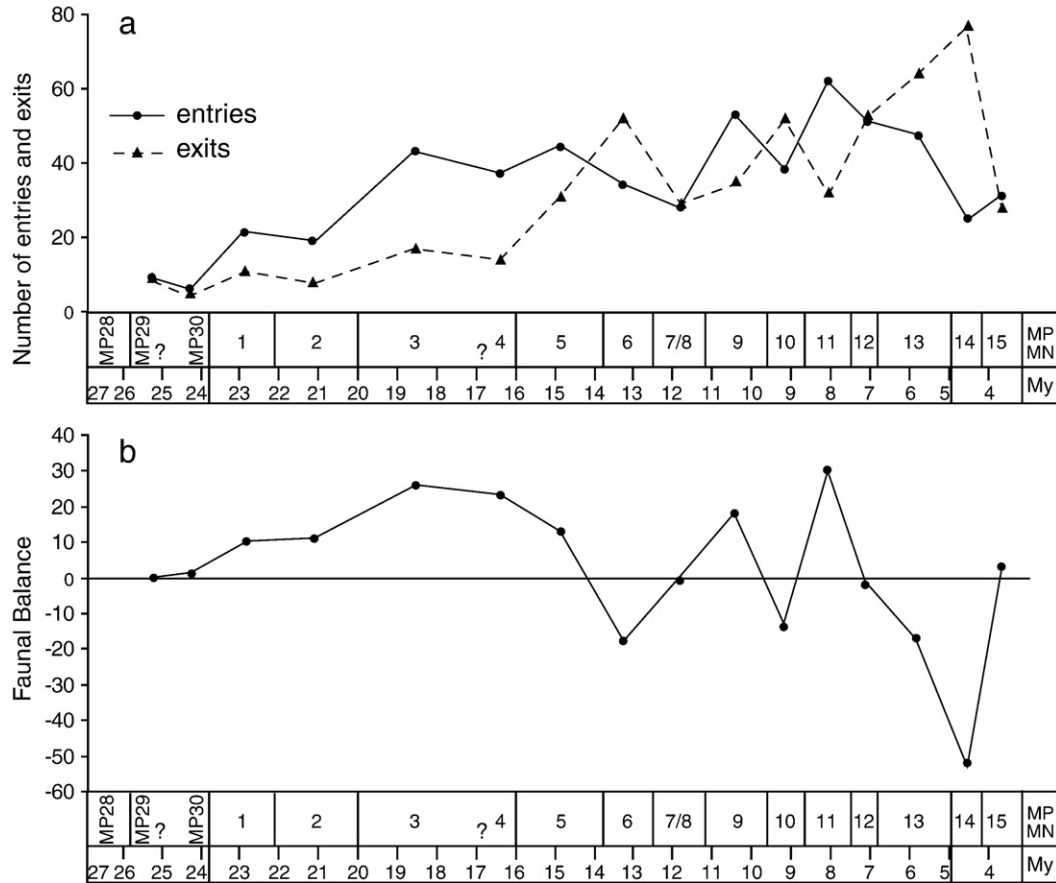 a
Number of entries and exits
80
60
40
20
0
entries
exits
MP28 MP29 ? MP30 1 2 3 ? 4 5 6 7/8 9 10 11 12 13 14 15 MP MN
27 26 25 24 23 22 21 20 19 18 17 16 15 14 13 12 11 10 9 8 7 6 5 4 My
b
Faunal Balance
40
30
20
10
0
-10
-20
-30
-40
-50
-60
MP28 MP29 ? MP30 1 2 3 ? 4 5 6 7/8 9 10 11 12 13 14 15 MP MN
27 26 25 24 23 22 21 20 19 18 17 16 15 14 13 12 11 10 9 8 7 6 5 4 My